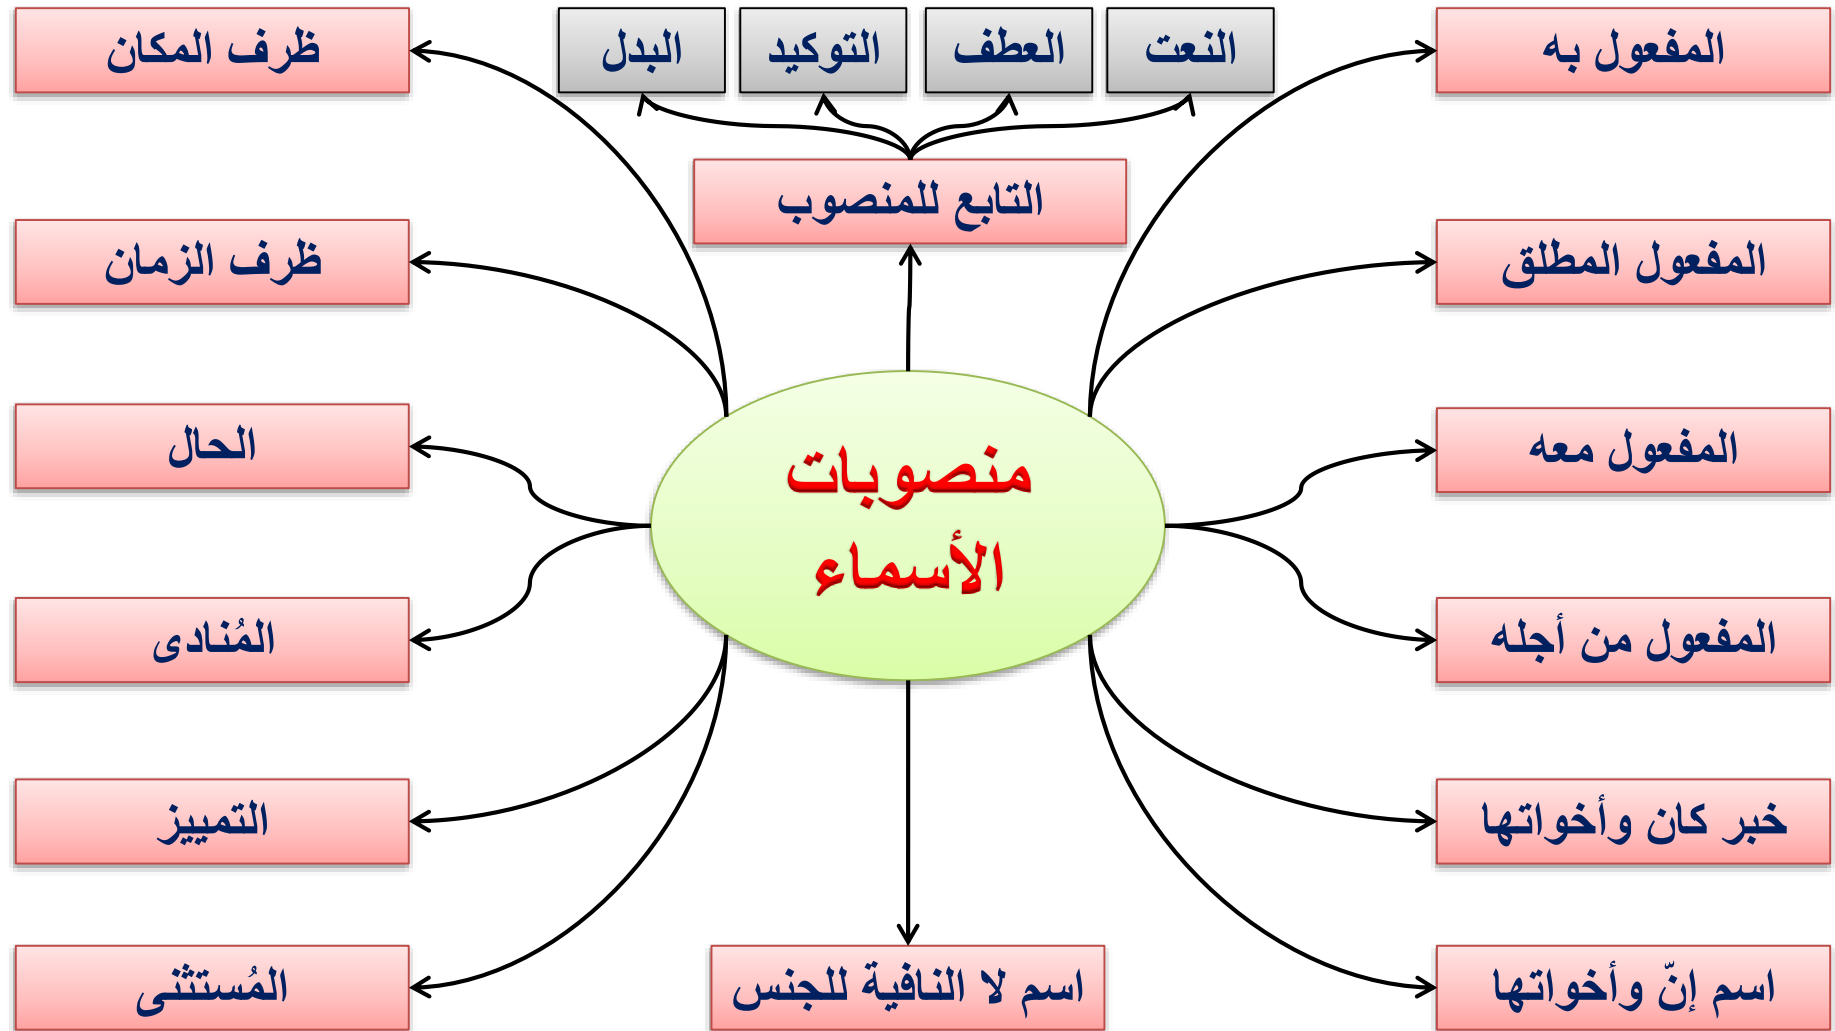 المفعول به
النعت
العطف
التوكيد
البدل
ظرف المكان
التابع للمنصوب
المفعول المطلق
ظرف الزمان
المفعول معه
الحال
منصوبات
الأسماء
المفعول من أجله
المُنادى
خبر كان وأخواتها
التمييز
اسم إنّ وأخواتها
اسم لا النافية للجنس
المُستثنى